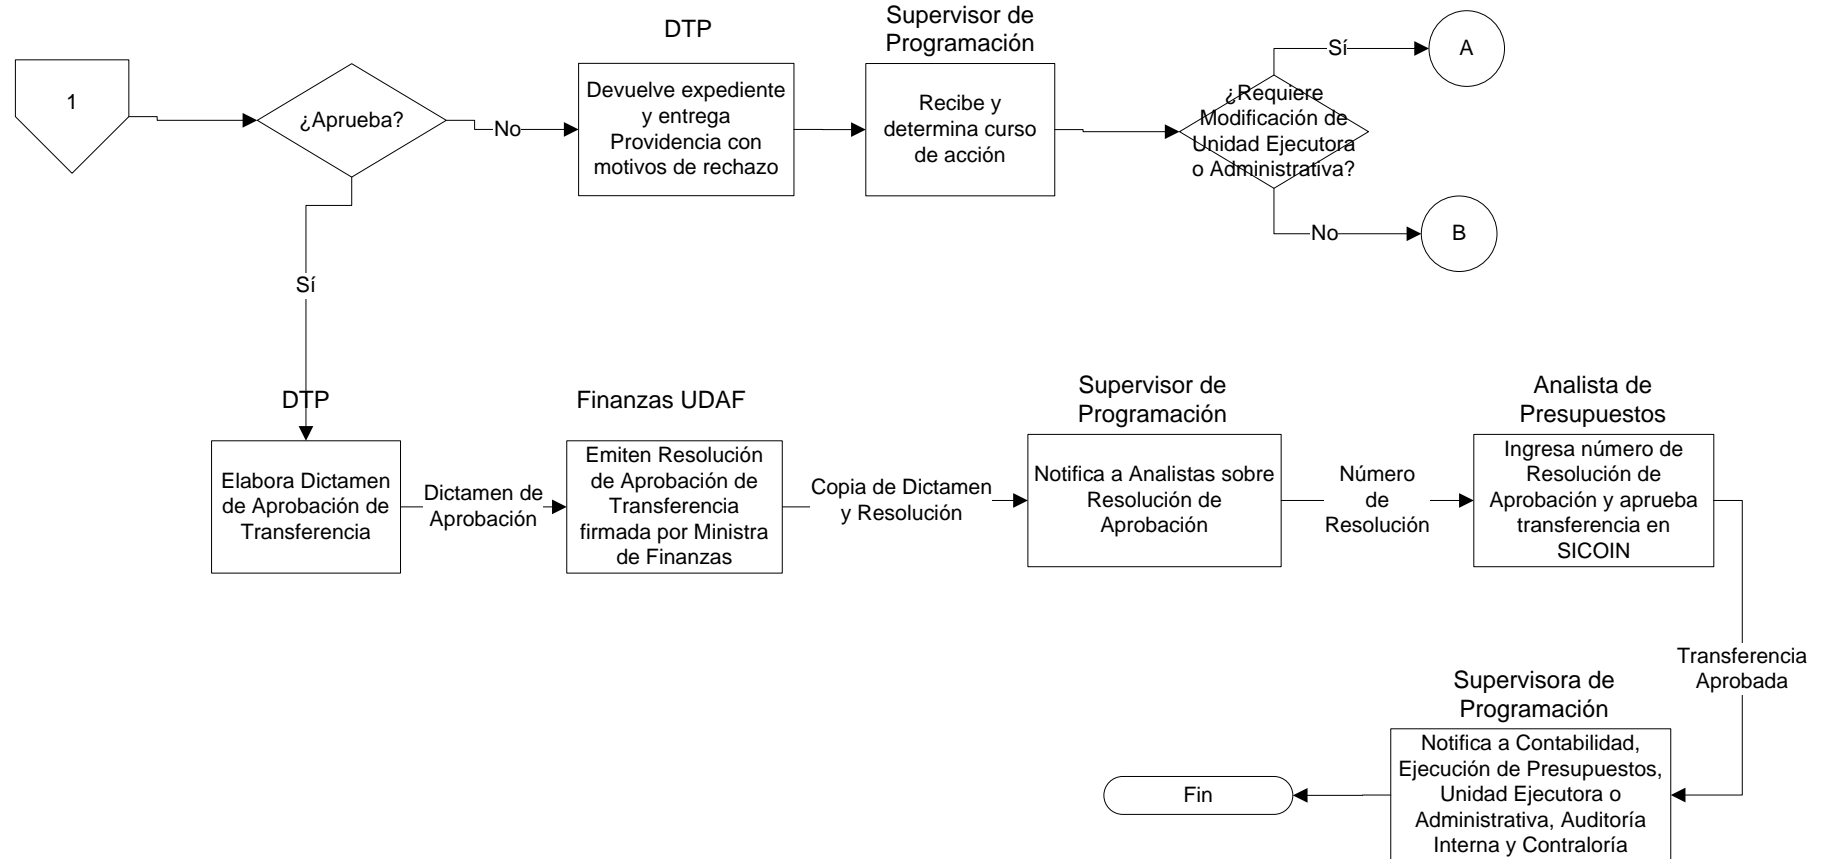 1
¿Aprueba?
No
DTP
Devuelve expediente
y entrega
Providencia con
motivos de rechazo
Supervisor de
Programación
Recibe y
determina curso
de acción
¿Requiere
Modificación de
Unidad Ejecutora
o Administrativa?
Sí
A
No
B
Sí
DTP
Elabora Dictamen
de Aprobación de
Transferencia
Dictamen de
Aprobación
Finanzas UDAF
Emiten Resolución
de Aprobación de
Transferencia
firmada por Ministra
de Finanzas
Copia de Dictamen
y Resolución
Supervisor de
Programación
Notifica a Analistas sobre
Resolución de
Aprobación
Número
de
Resolución
Analista de
Presupuestos
Ingresa número de
Resolución de
Aprobación y aprueba
transferencia en
SICOIN
Transferencia
Aprobada
Supervisora de
Programación
Notifica a Contabilidad,
Ejecución de Presupuestos,
Unidad Ejecutora o
Administrativa, Auditoría
Interna y Contraloría
Fin